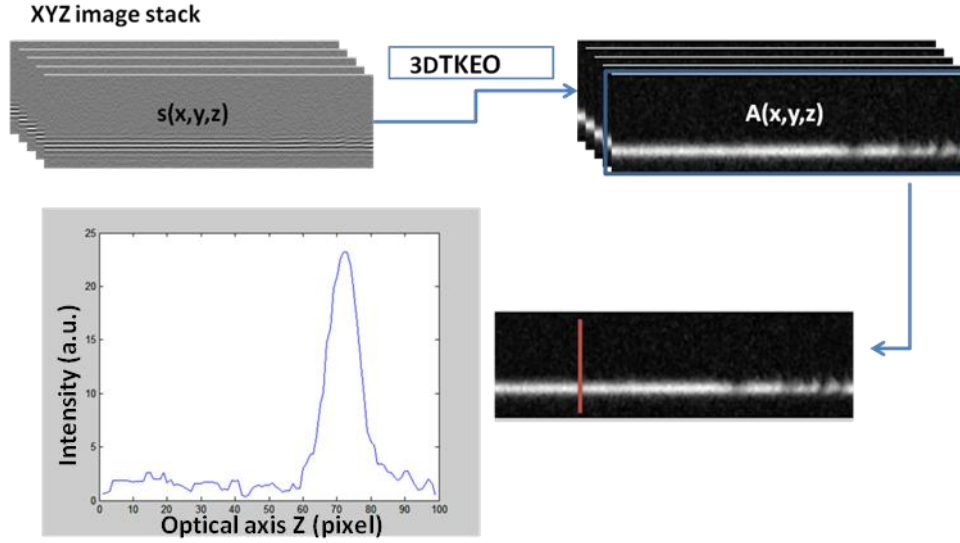 XYZ image stack
3DTKEO
s(x,y,z)
A(x,y,z)
25
20
15
10
5
0
0 10 20 30 40 50 60 70 80 90 100
Intensity (a.u.)
Optical axis Z (pixel)